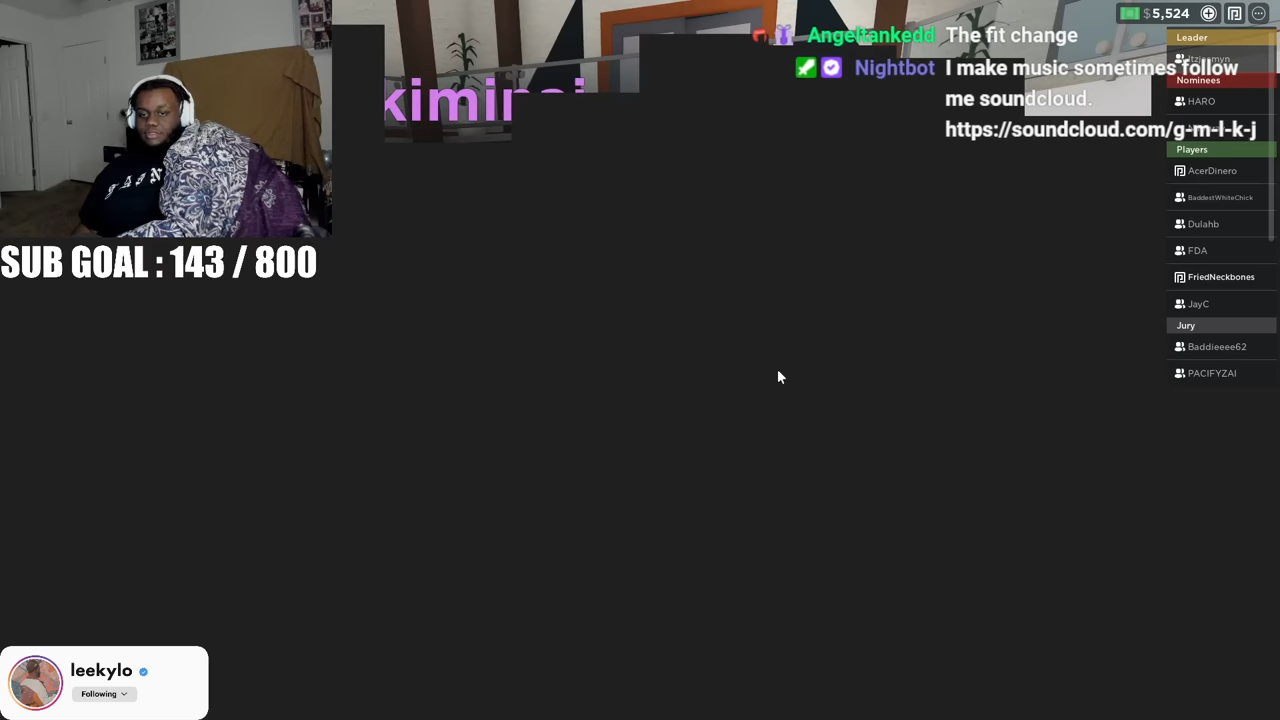 $ 5,524
Angeltankedd The fit change
Nightbot I make music sometimes follow
me soundcloud.
https://soundcloud.com/g-m-l-k-j
Leader
Nominees
HARO
Players
AcerDinero
BaddestWhiteChick
Dulahb
FDA
FriedNeckbones
JayC
Jury
Baddieeee62
PACIFYZAI
SUB GOAL : 143 / 800
leekylo
Following